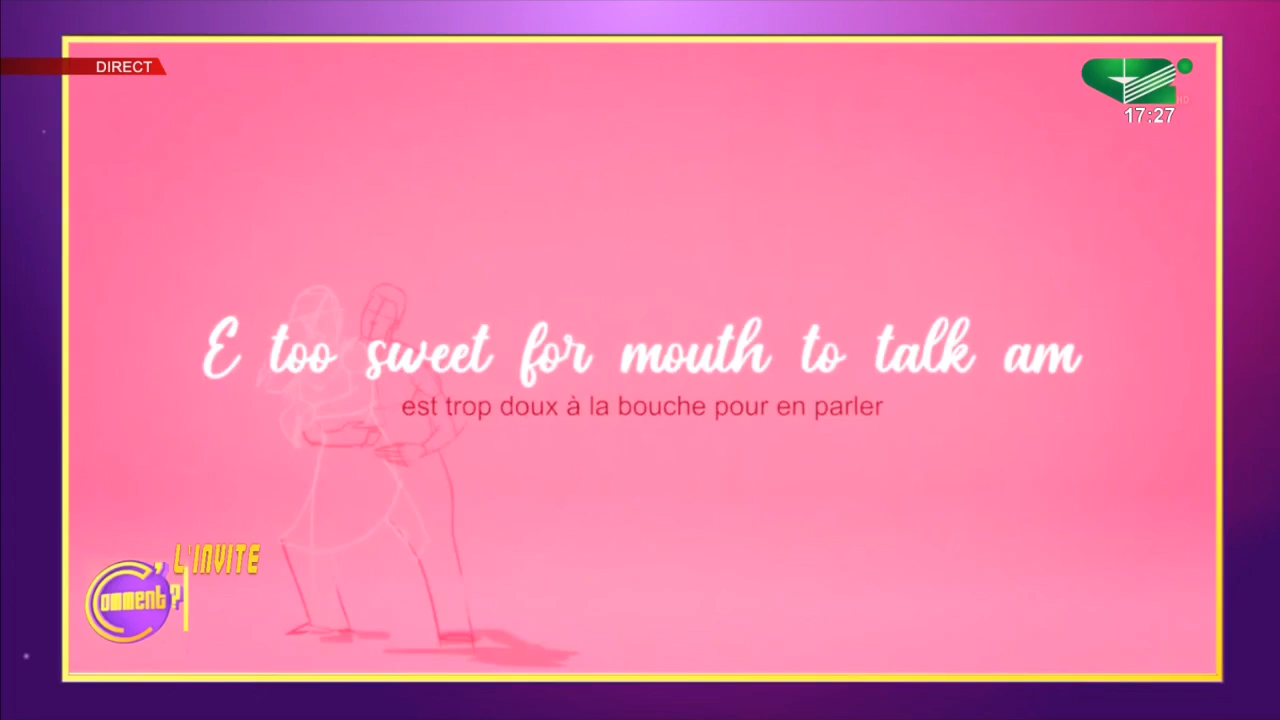 DIRECT
HD
17:27
E too sweet for mouth to talk am
est trop doux à la bouche pour en parler
L'INVITE
C'Comment?